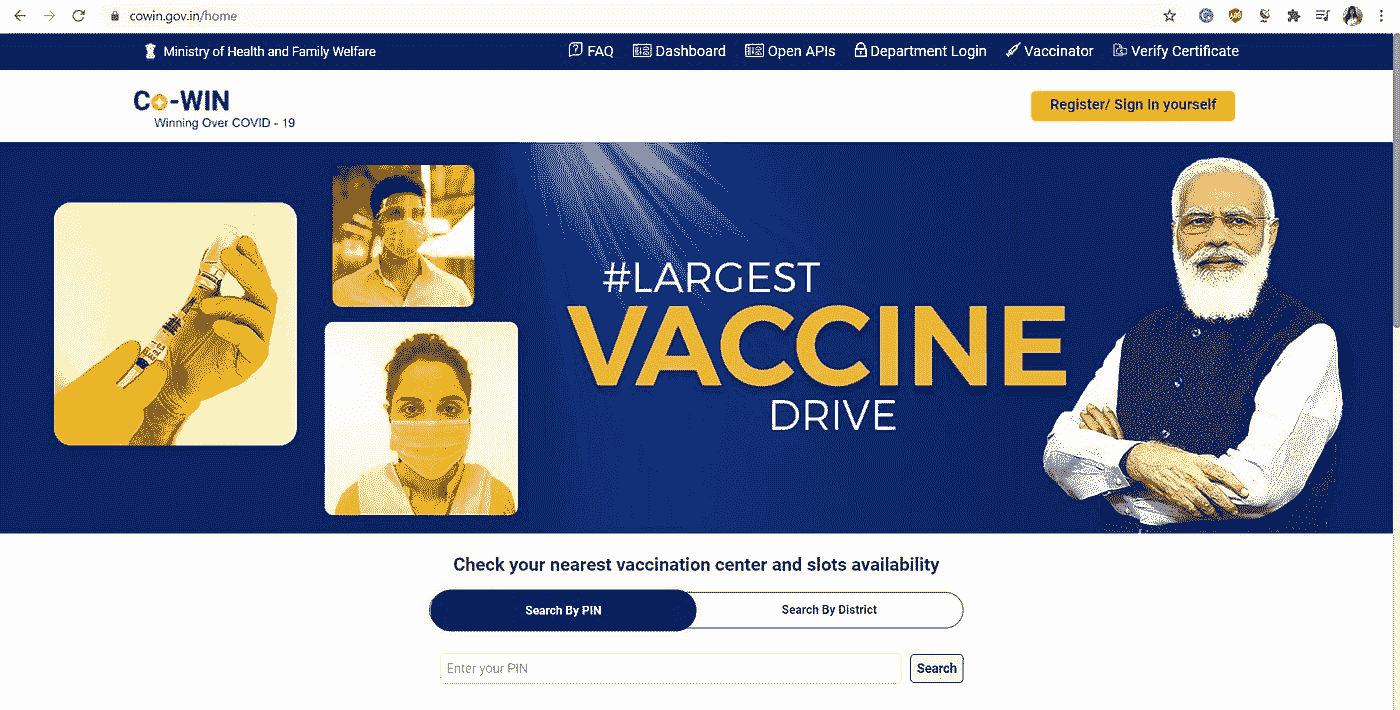 cowin.gov.in/home
Ministry of Health and Family Welfare
FAQ
Dashboard
Open APIs
Department Login
Vaccinator
Verify Certificate
Co-WIN
Winning Over COVID - 19
Register/ Sign In yourself
#LARGEST
VACCINE
DRIVE
Check your nearest vaccination center and slots availability
Search By PIN
Search By District
Enter your PIN
Search